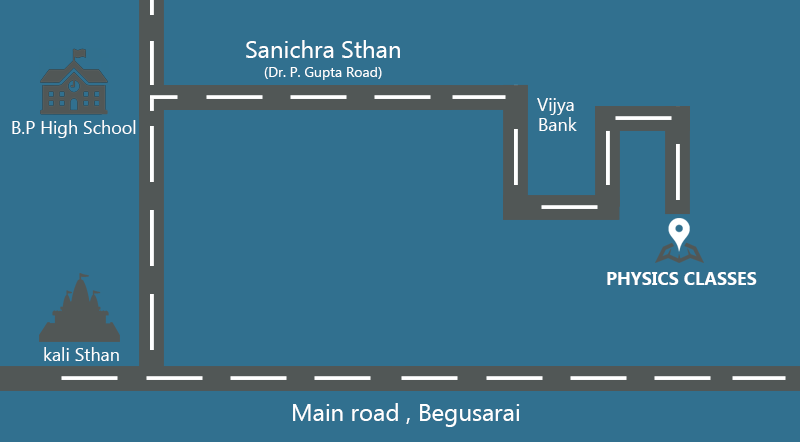 Sanichra Sthan
(Dr. P. Gupta Road)
Vijya
Bank
B.P High School
PHYSICS CLASSES
kali Sthan
Main road , Begusarai